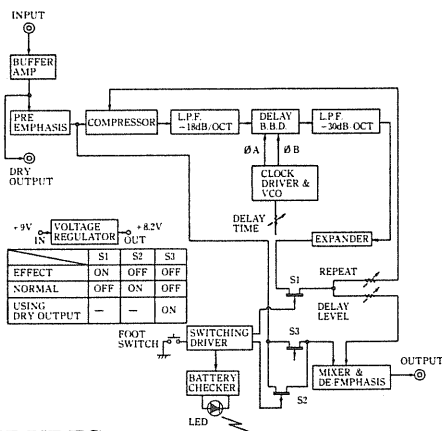 INPUT
BUFFER
AMP
PRE
EMPHASIS
COMPRESSOR
L.P.F.
-18dB/OCT
DELAY
B.B.D.
L.P.F.
-30dB/OCT
DRY
OUTPUT
ØA
ØB
CLOCK
DRIVER &
VCO
DELAY
TIME
+9V
IN
VOLTAGE
REGULATOR
+8.2V
OUT
EXPANDER
S1 S2 S3
EFFECT ON OFF OFF
NORMAL OFF ON OFF
USING
DRY OUTPUT — — ON
S1
REPEAT
DELAY
LEVEL
FOOT
SWITCH
SWITCHING
DRIVER
S3
S2
MIXER &
DE-EMPHASIS
OUTPUT
BATTERY
CHECKER
LED